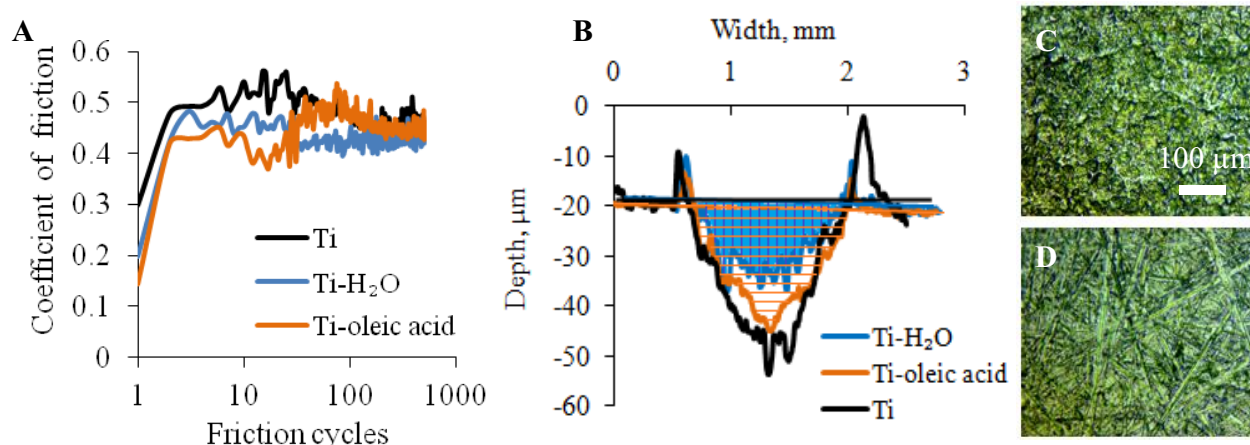 A
0.6
0.5
0.4
0.3
0.2
0.1
0
1
10
100
1000
Coefficient of friction
Friction cycles
Ti
Ti-H₂O
Ti-oleic acid
B
Width, mm
0
1
2
3
0
-10
-20
-30
-40
-50
-60
Depth, μm
Ti-H₂O
Ti-oleic acid
Ti
C
100 μm
D